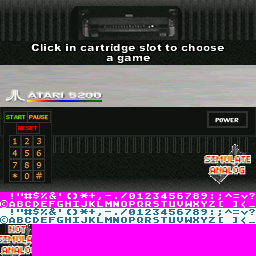 Click in cartridge slot to choose
a game
ATARI 5200
START PAUSE
RESET
POWER
1 2 3
4 5 6
7 8 9
* 0 #
SIMULATE
ANALOG
!"#$%&'()*+,-./0123456789:;^=v?
@ABCDEFGHIJKLMNOPQRSTUVWXYZ[]<_
!"#$%&'()*+,-./0123456789:;^=v?
@ABCDEFGHIJKLMNOPQRSTUVWXYZ[]<_
NOT
SIMULATE
ANALOG